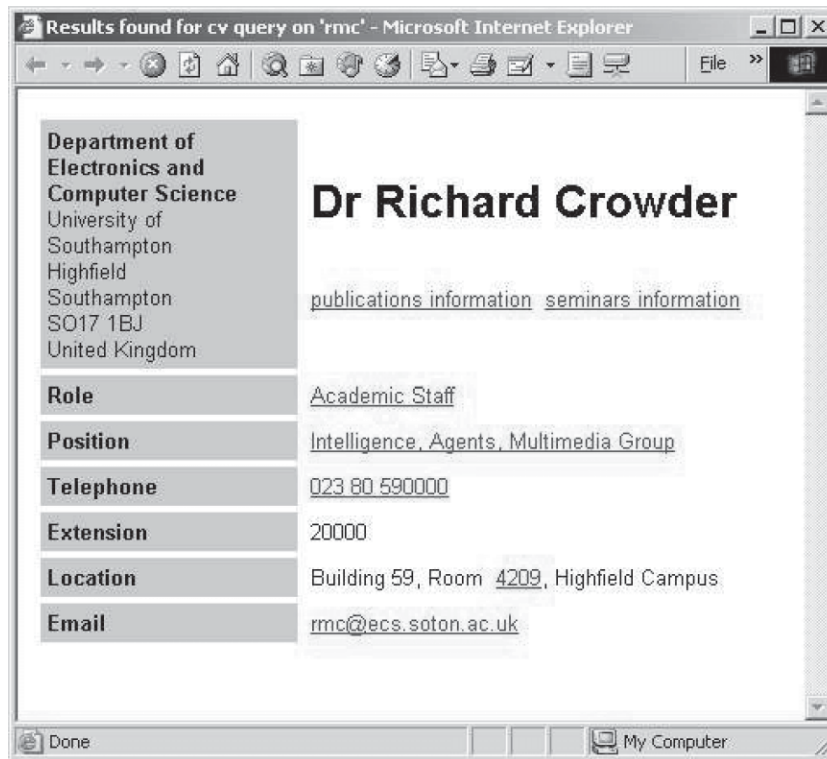 Results found for cv query on 'rmc' - Microsoft Internet Explorer
File »
Department of
Electronics and
Computer Science
University of
Southampton
Highfield
Southampton
SO17 1BJ
United Kingdom
Dr Richard Crowder
publications information seminars information
Role Academic Staff
Position Intelligence, Agents, Multimedia Group
Telephone 023 80 590000
Extension 20000
Location Building 59, Room 4209, Highfield Campus
Email rmc@ecs.soton.ac.uk
Done My Computer